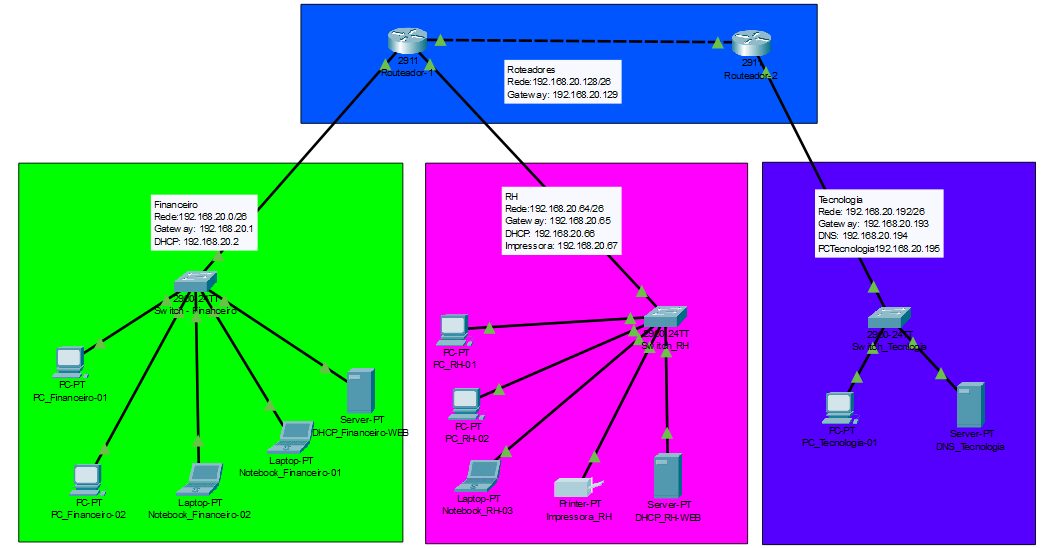 2911
Routeador-1
2911
Routeador-2
Roteadores
Rede:192.168.20.128/26
Gateway: 192.168.20.129
Financeiro
Rede:192.168.20.0/26
Gateway: 192.168.20.1
DHCP: 192.168.20.2
RH
Rede:192.168.20.64/26
Gateway: 192.168.20.65
DHCP: 192.168.20.66
Impressora: 192.168.20.67
Tecnologia
Rede: 192.168.20.192/26
Gateway: 192.168.20.193
DNS: 192.168.20.194
PCTecnologia192.168.20.195
2960-24TT
Switch - Financeiro
PC-PT
PC_Financeiro-01
Server-PT
DHCP_Financeiro-WEB
Laptop-PT
Notebook_Financeiro-01
PC-PT
PC_Financeiro-02
Laptop-PT
Notebook_Financeiro-02
2960-24TT
Switch_RH
PC-PT
PC_RH-01
PC-PT
PC_RH-02
Laptop-PT
Notebook_RH-03
Printer-PT
Impressora_RH
Server-PT
DHCP_RH-WEB
2960-24TT
Switch_Tecnlogia
PC-PT
PC_Tecnologia-01
Server-PT
DNS_Tecnologia